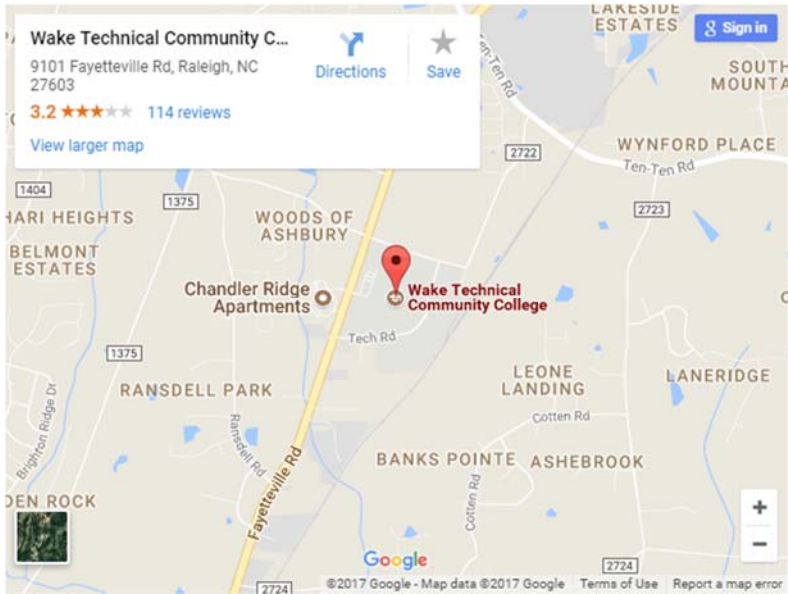 Wake Technical Community C...
9101 Fayetteville Rd, Raleigh, NC
27603
3.2
114 reviews
View larger map
Directions
Save
Sign in
LAKESIDE
ESTATES
Ten-Ten Rd
SOUTH
MOUNTA
WYNFORD PLACE
Ten-Ten Rd
2722
1404
1375
2723
HARI HEIGHTS
WOODS OF
ASHBURY
BELMONT
ESTATES
Chandler Ridge
Apartments
Wake Technical
Community College
Tech Rd
1375
RANSDELL PARK
LEONE
LANDING
LANERIDGE
Brighton Ridge Dr
Ransdell Rd
Cotten Rd
Fayetteville Rd
BANKS POINTE
ASHEBROOK
Cotten Rd
DEN ROCK
+
−
Google
2724
2724
©2017 Google - Map data ©2017 Google
Terms of Use
Report a map error